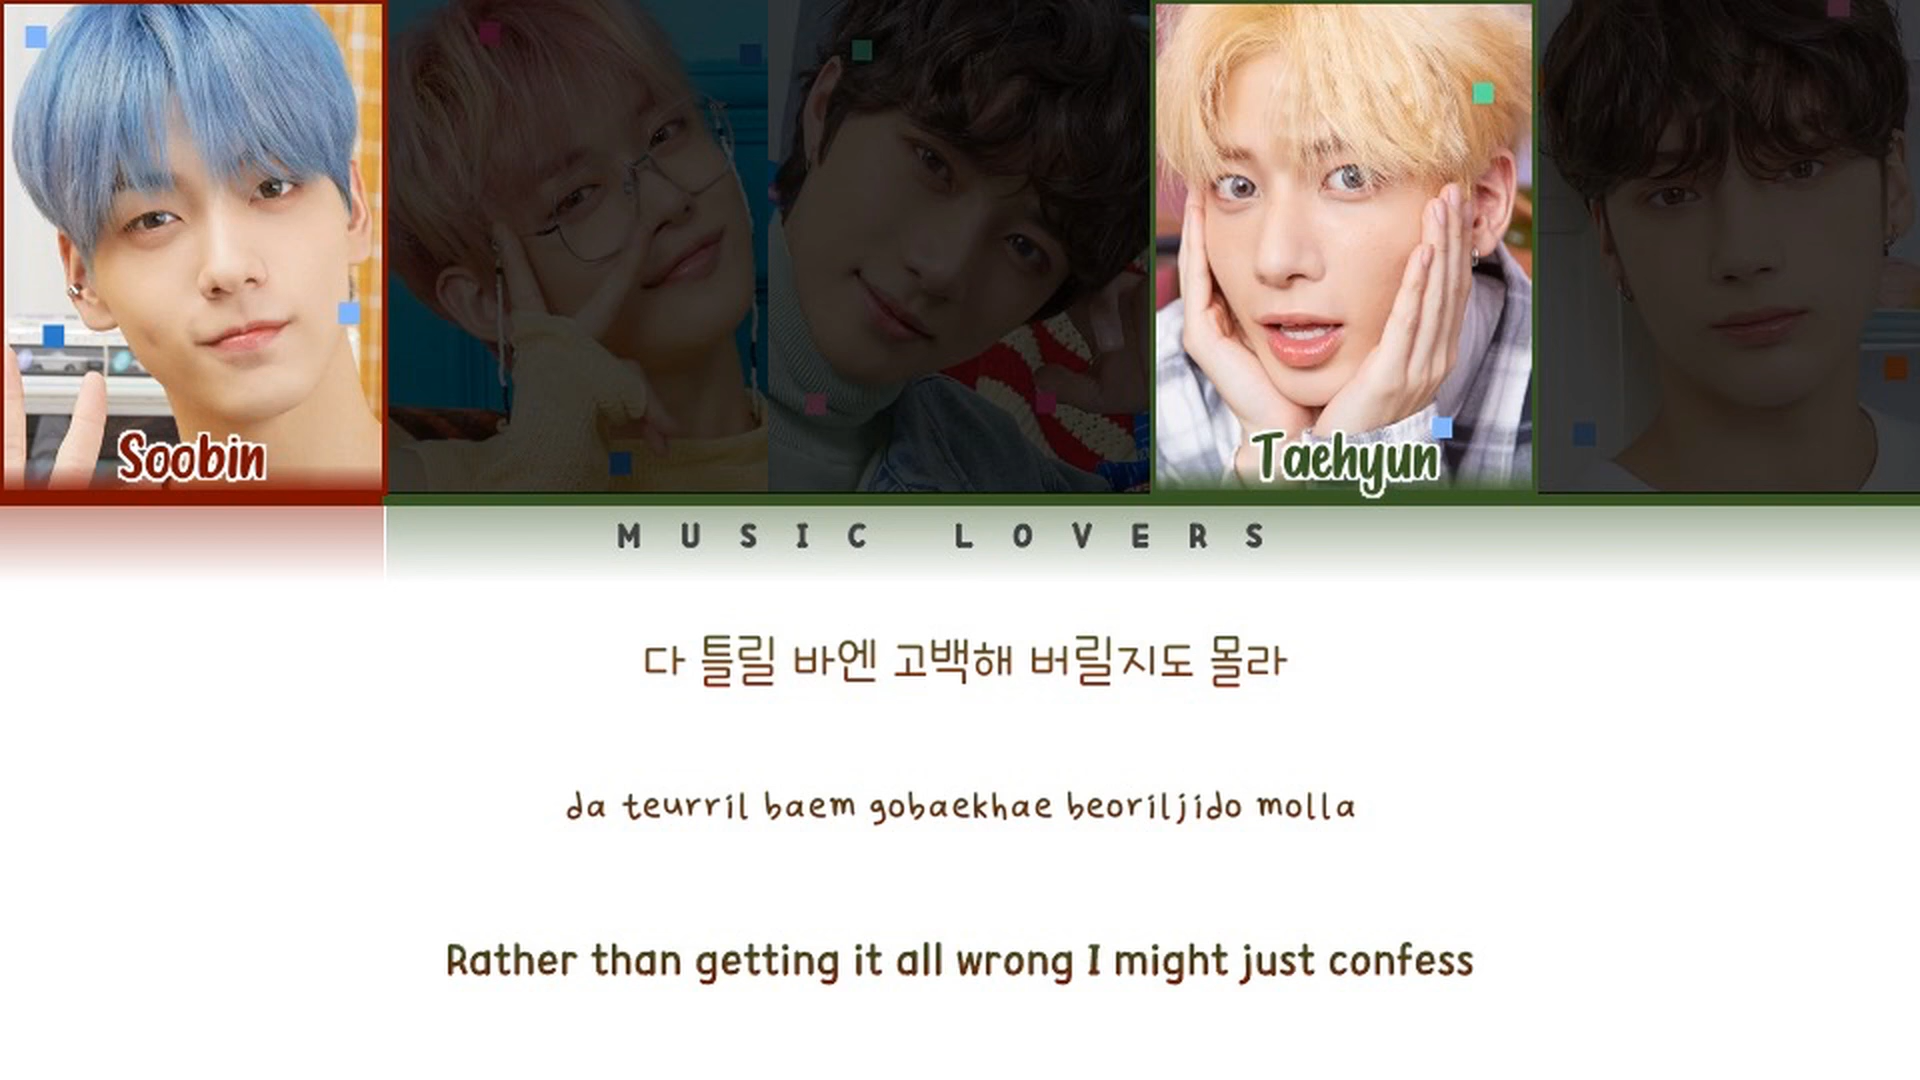 Soobin
Taehyun
MUSIC LOVERS
다 틀릴 바엔 고백해 버릴지도 몰라
da teurril baem gobaekhae beoriljido molla
Rather than getting it all wrong I might just confess